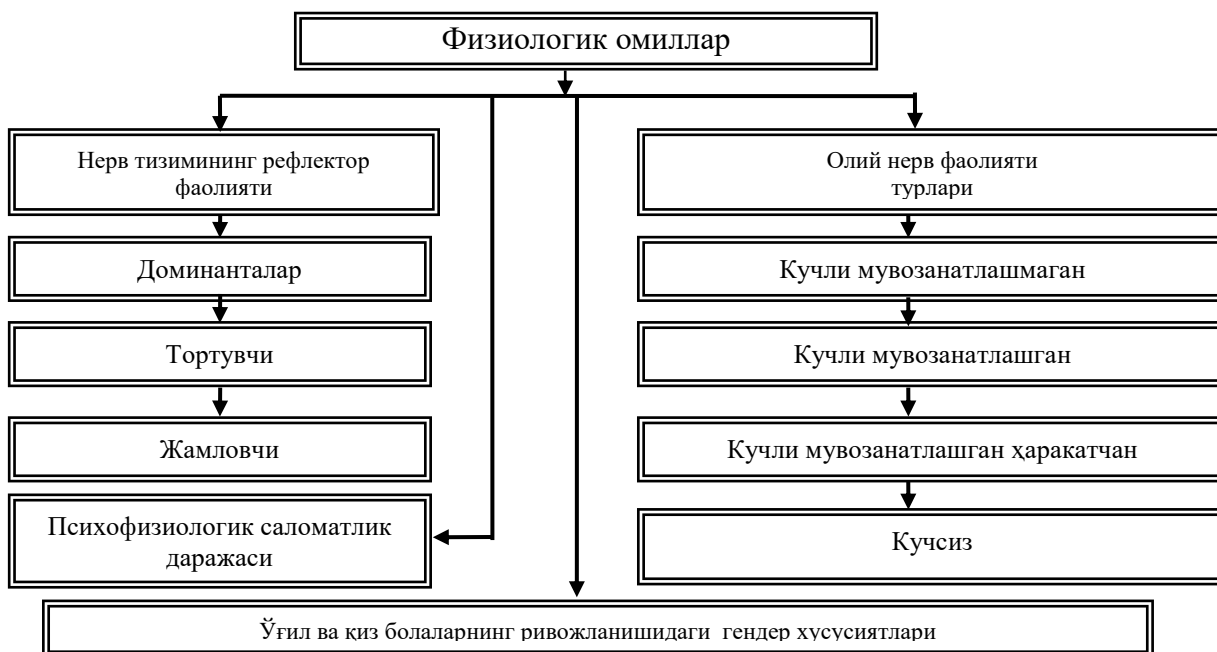 Физиологик омиллар
Нерв тизимининг рефлектор
фаолияти
Доминанталар
Тортувчи
Жамловчи
Психофизиологик саломатлик
даражаси
Олий нерв фаолияти
турлари
Кучли мувозанатлашмаган
Кучли мувозанатлашган
Кучли мувозанатлашган ҳаракатчан
Кучсиз
Ўғил ва қиз болаларнинг ривожланишидаги гендер хусусиятлари